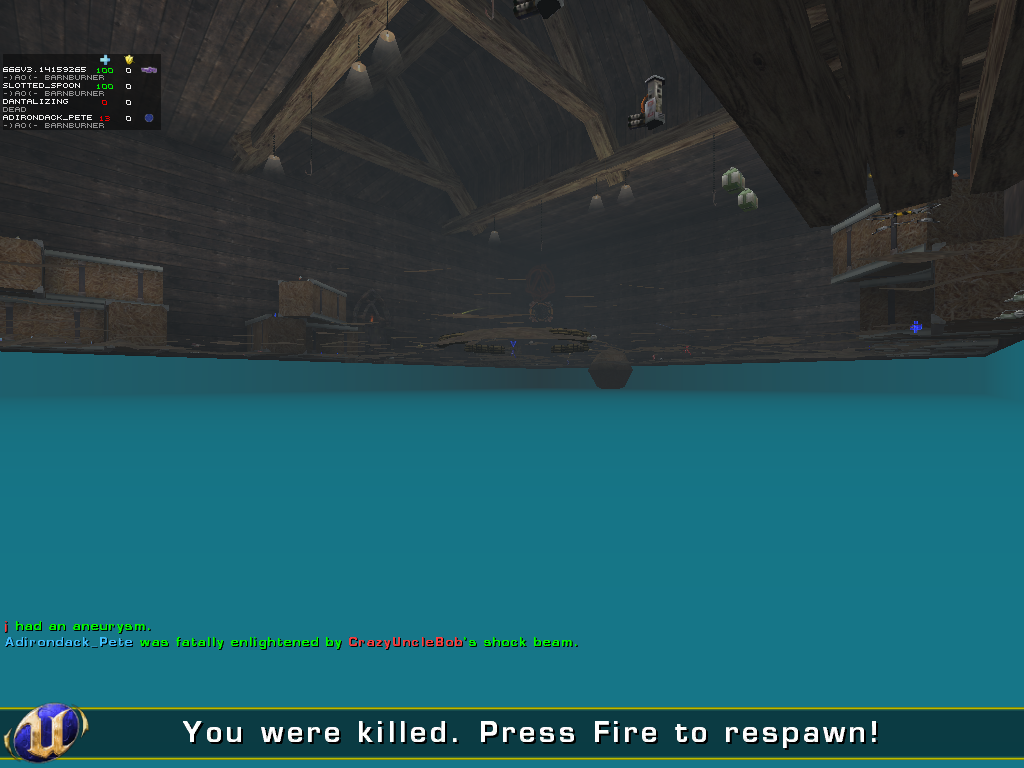 666V3.14159265 100 0
-)AO(- BARNBURNER
SLOTTED_SPOON 100 0
-)AO(- BARNBURNER
DANTALIZING 0 0
DEAD
ADIRONDACK_PETE 13 0
-)AO(- BARNBURNER
j had an aneurysm.
Adirondack_Pete was fatally enlightened by CrazyUncleBob's shock beam.
You were killed. Press Fire to respawn!